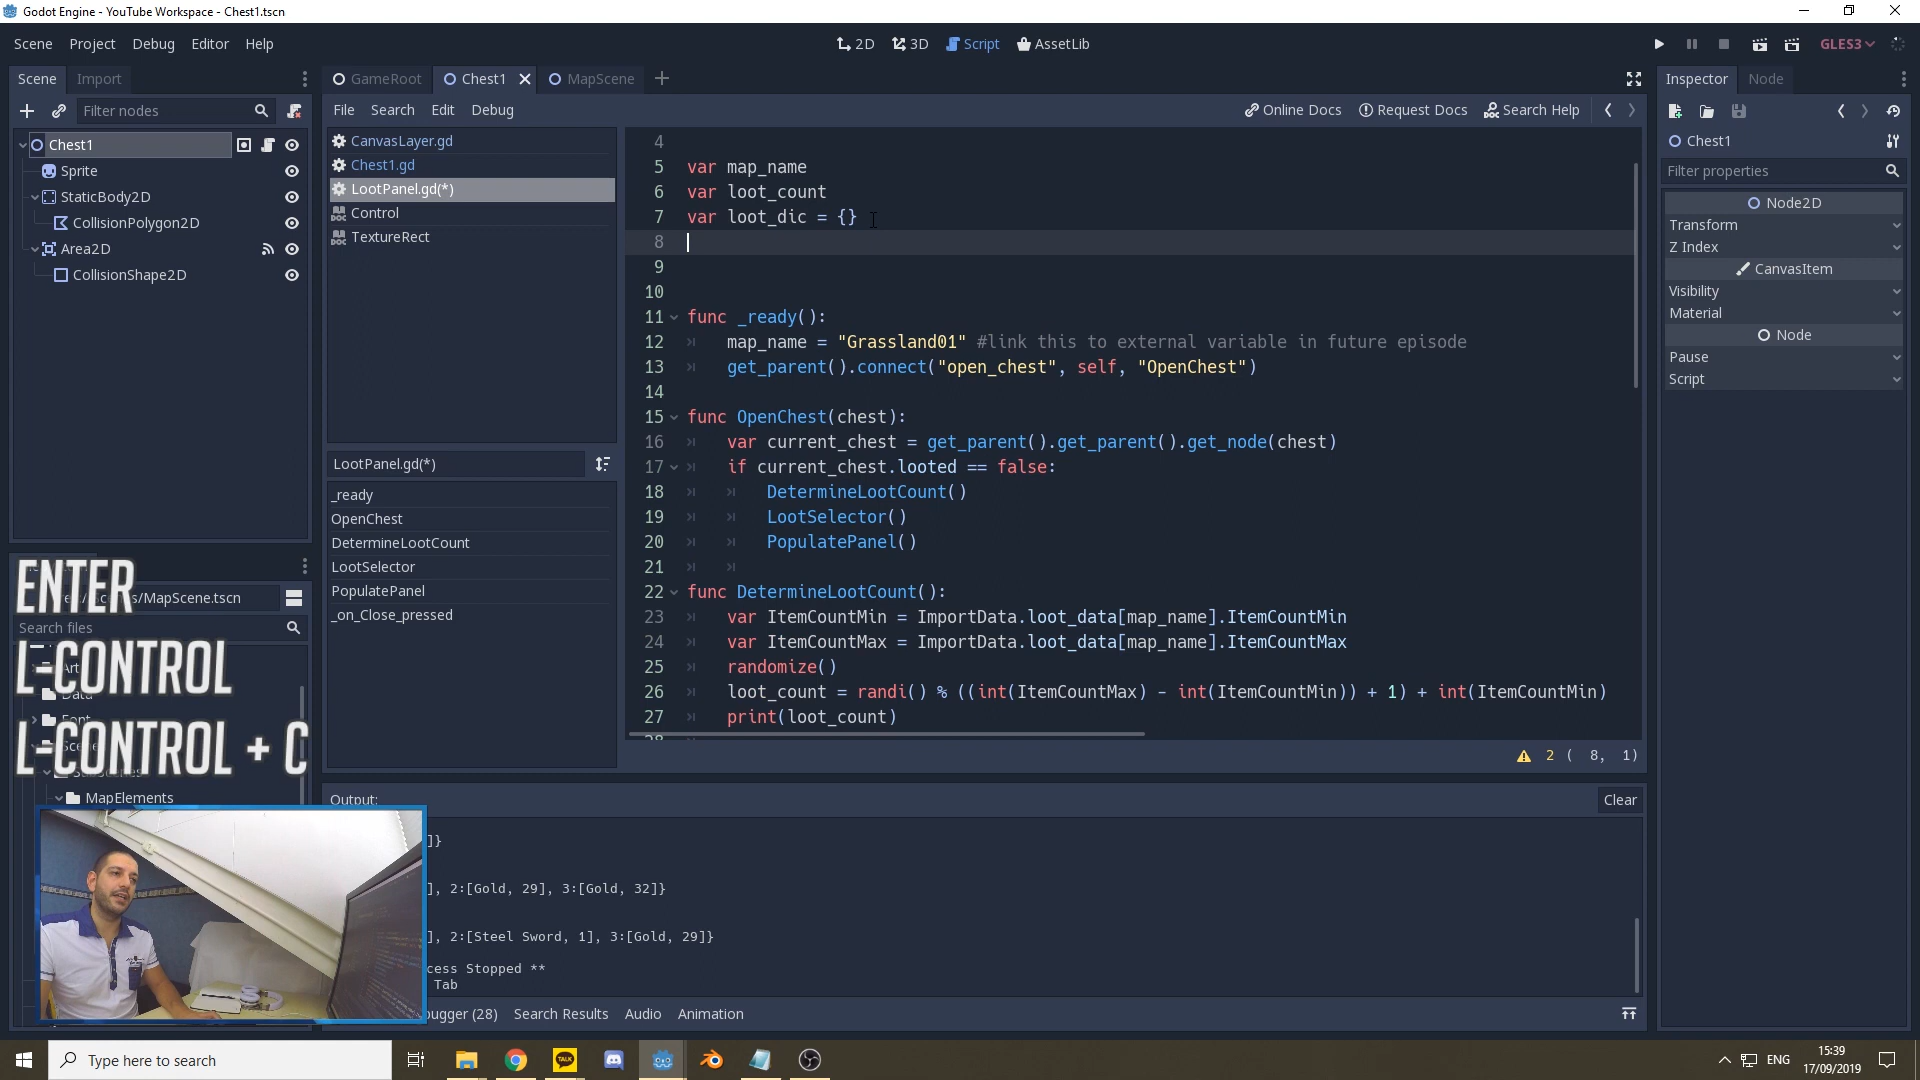 Godot Engine - YouTube Workspace - Chest1.tscn
Scene Project Debug Editor Help
2D 3D Script AssetLib
GLES3
Scene Import
GameRoot Chest1 MapScene
Inspector Node
Filter nodes
File Search Edit Debug
Online Docs Request Docs Search Help
Chest1
Sprite
StaticBody2D
CollisionPolygon2D
Area2D
CollisionShape2D
CanvasLayer.gd
Chest1.gd
LootPanel.gd(*)
Control
TextureRect
LootPanel.gd(*)
_ready
OpenChest
DetermineLootCount
LootSelector
PopulatePanel
_on_Close_pressed
4
5 var map_name
6 var loot_count
7 var loot_dic = {}
8
9
10
11 func _ready():
12 map_name = "Grassland01" #link this to external variable in future episode
13 get_parent().connect("open_chest", self, "OpenChest")
14
15 func OpenChest(chest):
16 var current_chest = get_parent().get_parent().get_node(chest)
17 if current_chest.looted == false:
18 DetermineLootCount()
19 LootSelector()
20 PopulatePanel()
21
22 func DetermineLootCount():
23 var ItemCountMin = ImportData.loot_data[map_name].ItemCountMin
24 var ItemCountMax = ImportData.loot_data[map_name].ItemCountMax
25 randomize()
26 loot_count = randi() % ((int(ItemCountMax) - int(ItemCountMin)) + 1) + int(ItemCountMin)
27 print(loot_count)
28
2 ( 8, 1)
Chest1
Filter properties
Node2D
Transform
Z Index
CanvasItem
Visibility
Material
Node
Pause
Script
/MapScene.tscn
Search files
MapElements
ENTER
L-CONTROL
L-CONTROL + C
Output:
Clear
]}
], 2:[Gold, 29], 3:[Gold, 32]}
], 2:[Steel Sword, 1], 3:[Gold, 29]}
cess Stopped **
Tab
ugger (28) Search Results Audio Animation
Type here to search
TALK
ENG
15:39
17/09/2019